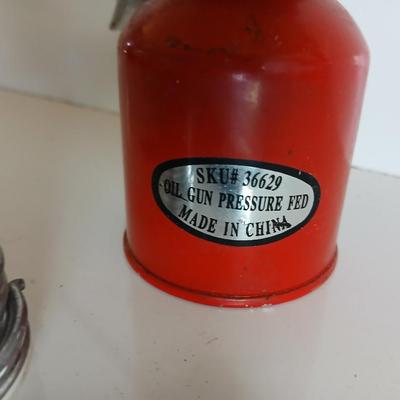 SKU# 36629
OIL GUN PRESSURE FED
MADE IN CHINA